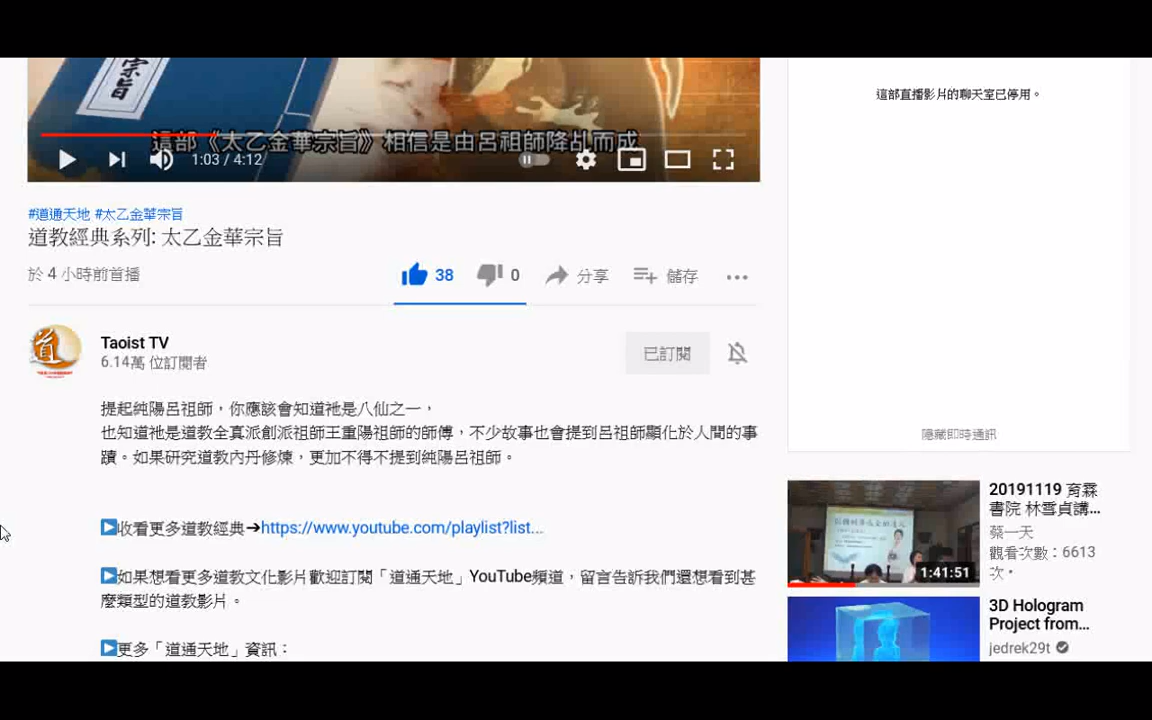 宗旨
這部《太乙金華宗旨》相信是由呂祖師降乩而成
1:03 / 4:12
這部直播影片的聊天室已停用。
#道通天地 #太乙金華宗旨
道教經典系列: 太乙金華宗旨
於 4 小時前首播
38
0
分享
儲存
道
Taoist TV
6.14萬 位訂閱者
已訂閱
提起純陽呂祖師，你應該會知道祂是八仙之一，
也知道祂是道教全真派創派祖師王重陽祖師的師傅，不少故事也會提到呂祖師顯化於人間的事
蹟。如果研究道教內丹修煉，更加不得不提到純陽呂祖師。
隱藏即時通訊
收看更多道教經典➔https://www.youtube.com/playlist?list...
如果想看更多道教文化影片歡迎訂閱「道通天地」YouTube頻道，留言告訴我們還想看到甚
麼類型的道教影片。
更多「道通天地」資訊：
20191119 育霖
書院 林雪貞講...
蔡一天
觀看次數：6613
次·
1:41:51
3D Hologram
Project from...
jedrek29t